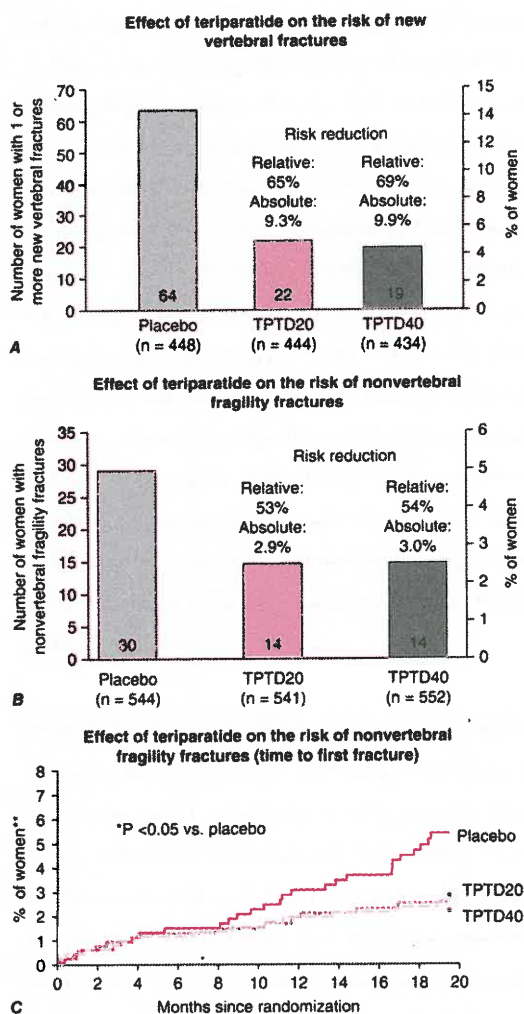 Effect of teriparatide on the risk of new
vertebral fractures
Number of women with 1 or
more new vertebral fractures
70
60
50
40
30
20
10
0
64
22
19
Risk reduction
Relative:
65%
Absolute:
9.3%
Relative:
69%
Absolute:
9.9%
15
14
12
10
8
6
4
2
0
% of women
Placebo
(n = 448)
TPTD20
(n = 444)
TPTD40
(n = 434)
A
Effect of teriparatide on the risk of nonvertebral
fragility fractures
Number of women with
nonvertebral fragility fractures
35
30
25
20
15
10
5
0
30
14
14
Risk reduction
Relative:
53%
Absolute:
2.9%
Relative:
54%
Absolute:
3.0%
6
5
4
3
2
1
0
% of women
Placebo
(n = 544)
TPTD20
(n = 541)
TPTD40
(n = 552)
B
Effect of teriparatide on the risk of nonvertebral
fragility fractures (time to first fracture)
% of women**
8
7
6
5
4
3
2
1
0
*P <0.05 vs. placebo
Placebo
TPTD20
*
*
TPTD40
0 2 4 6 8 10 12 14 16 18 20
Months since randomization
C